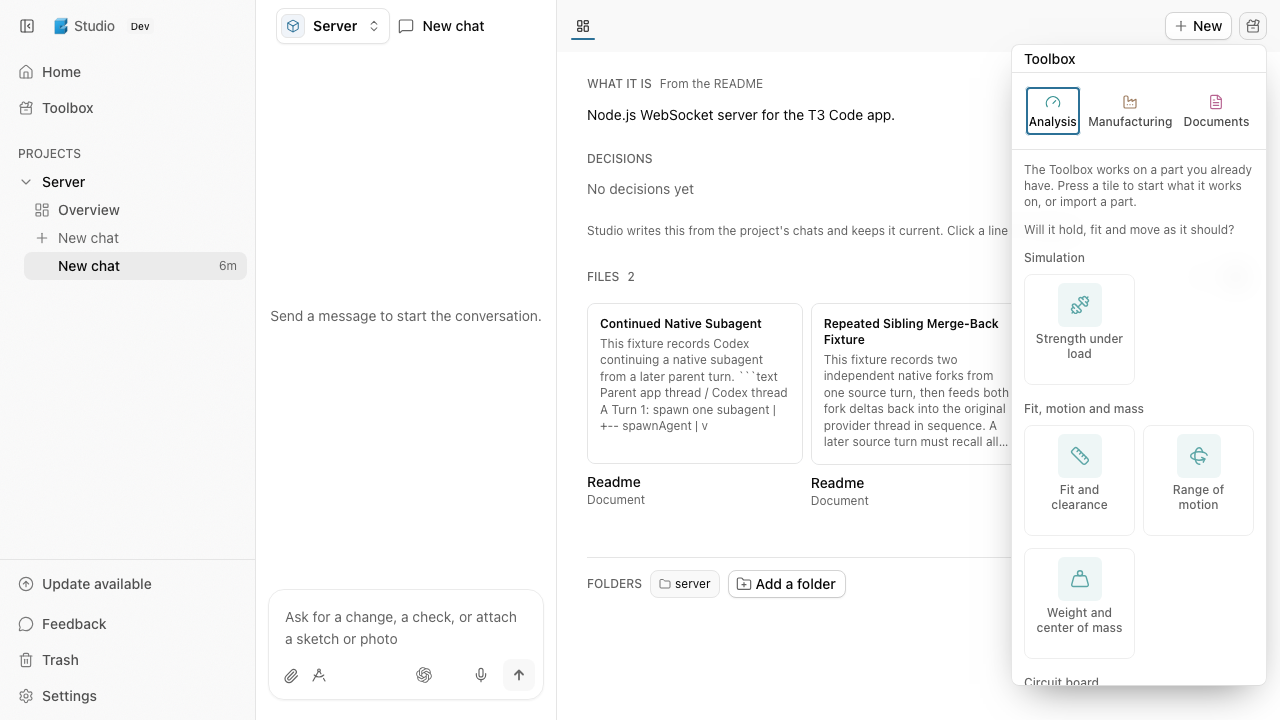 Studio Dev
Home
Toolbox
PROJECTS
Server
Overview
New chat
New chat 6m
Update available
Feedback
Trash
Settings
Server
New chat
Send a message to start the conversation.
Ask for a change, a check, or attach
a sketch or photo
New
WHAT IT IS From the README
Node.js WebSocket server for the T3 Code app.
DECISIONS
No decisions yet
Studio writes this from the project's chats and keeps it current. Click a line
FILES 2
Continued Native Subagent
This fixture records Codex
continuing a native subagent
from a later parent turn. ```text
Parent app thread / Codex thread
A Turn 1: spawn one subagent |
+-- spawnAgent | v
Readme
Document
Repeated Sibling Merge-Back
Fixture
This fixture records two
independent native forks from
one source turn, then feeds both
fork deltas back into the original
provider thread in sequence. A
later source turn must recall all...
Readme
Document
FOLDERS server Add a folder
Toolbox
Analysis Manufacturing Documents
The Toolbox works on a part you already
have. Press a tile to start what it works
on, or import a part.
Will it hold, fit and move as it should?
Simulation
Strength under
load
Fit, motion and mass
Fit and
clearance
Range of
motion
Weight and
center of mass
Circuit board